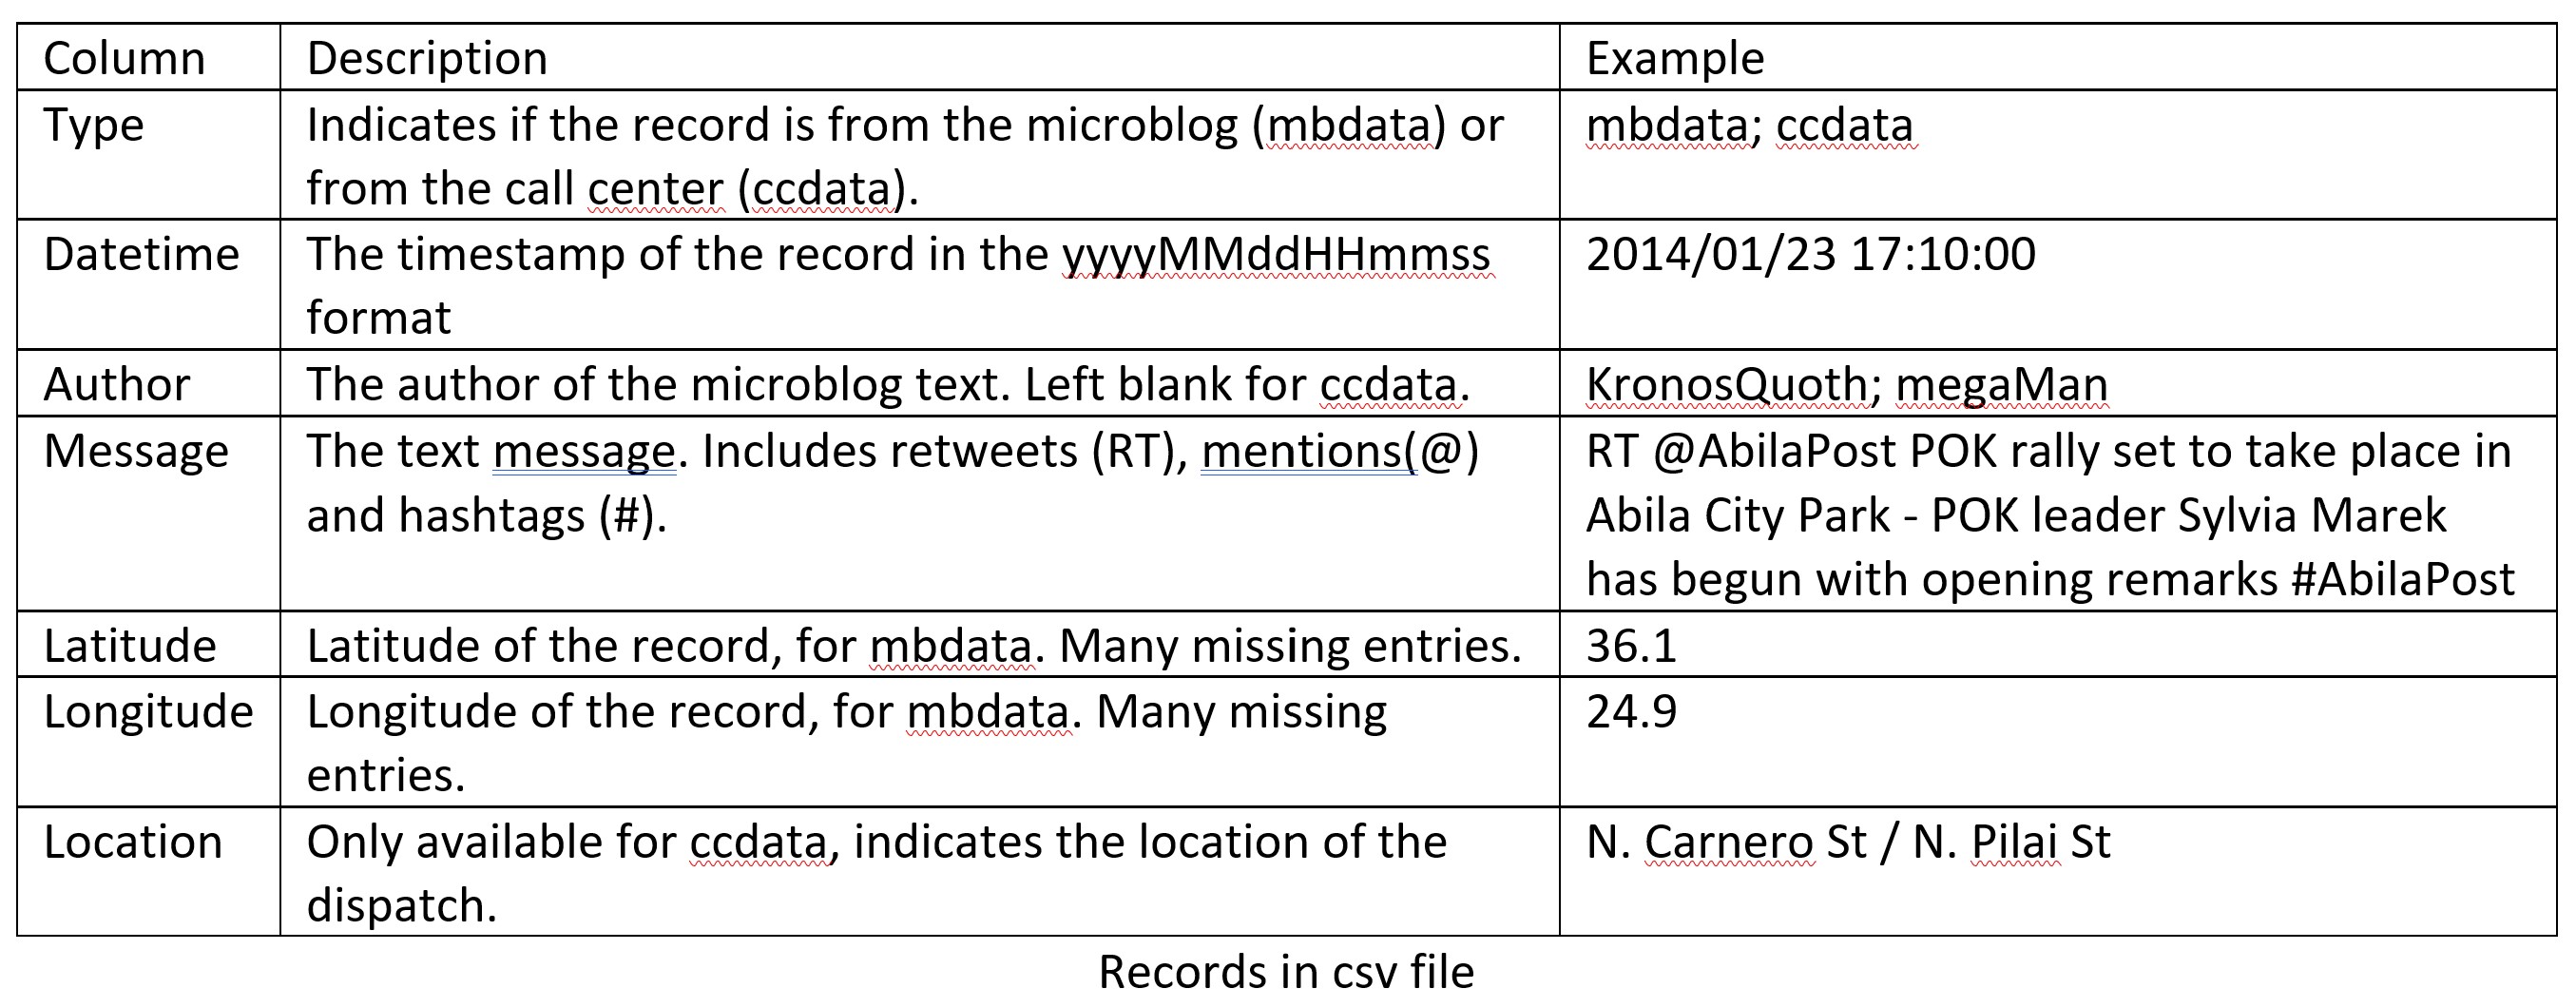 Column Description Example
Type Indicates if the record is from the microblog (mbdata) or mbdata; ccdata
from the call center (ccdata).
Datetime The timestamp of the record in the yyyyMMddHHmmss 2014/01/23 17:10:00
format
Author The author of the microblog text. Left blank for ccdata. KronosQuoth; megaMan
Message The text message. Includes retweets (RT), mentions(@) RT @AbilaPost POK rally set to take place in
and hashtags (#). Abila City Park - POK leader Sylvia Marek
has begun with opening remarks #AbilaPost
Latitude Latitude of the record, for mbdata. Many missing entries. 36.1
Longitude Longitude of the record, for mbdata. Many missing 24.9
entries.
Location Only available for ccdata, indicates the location of the N. Carnero St / N. Pilai St
dispatch.
Records in csv file